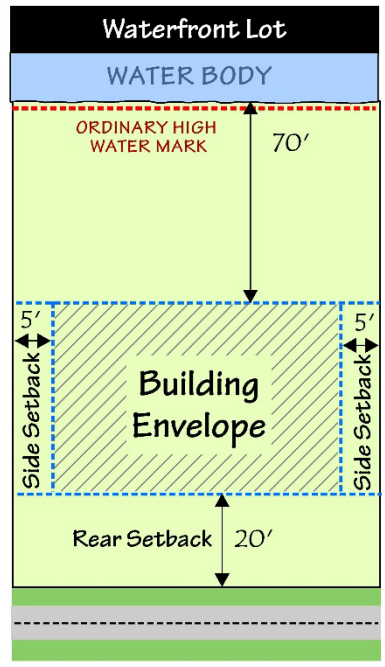 Waterfront Lot
WATER BODY
ORDINARY HIGH
WATER MARK
70'
5'
Side Setback
Building
Envelope
5'
Side Setback
Rear Setback
20'